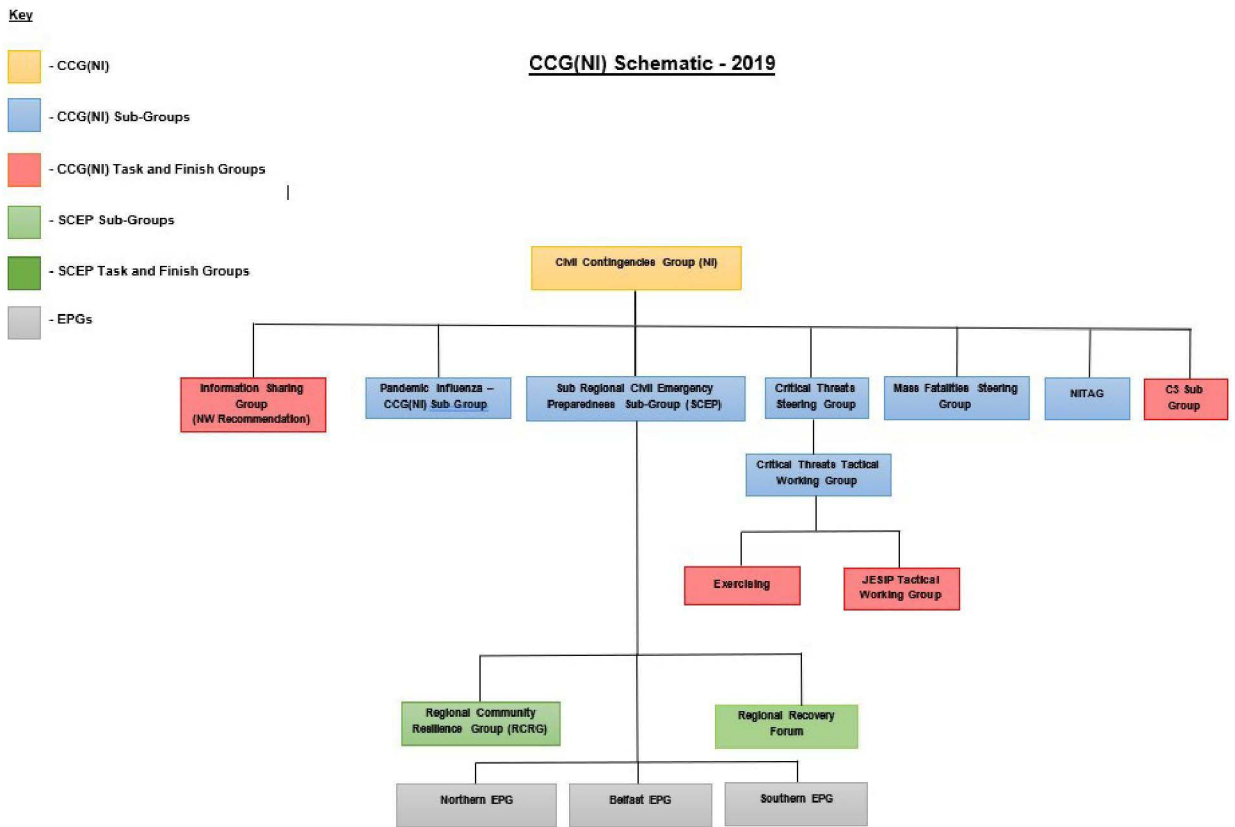 Key
- CCG(NI)
- CCG(NI) Sub-Groups
- CCG(NI) Task and Finish Groups
- SCEP Sub-Groups
- SCEP Task and Finish Groups
- EPGs
CCG(NI) Schematic - 2019
Civil Contingencies Group (NI)
Information Sharing
Group
(NW Recommendation)
Pandemic Influenza –
CCG(NI) Sub Group
Sub Regional Civil Emergency
Preparedness Sub-Group (SCEP)
Critical Threats
Steering Group
Mass Fatalities Steering
Group
NITAG
C3 Sub
Group
Critical Threats Tactical
Working Group
Exercising
JESIP Tactical
Working Group
Regional Community
Resilience Group (RCRG)
Regional Recovery
Forum
Northern EPG
Belfast EPG
Southern EPG